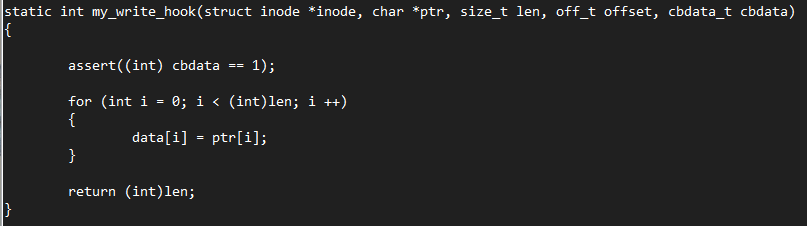 static int my_write_hook(struct inode *inode, char *ptr, size_t len, off_t offset, cbdata_t cbdata)
{
assert((int) cbdata == 1);
for (int i = 0; i < (int)len; i ++)
{
data[i] = ptr[i];
}
return (int)len;
}